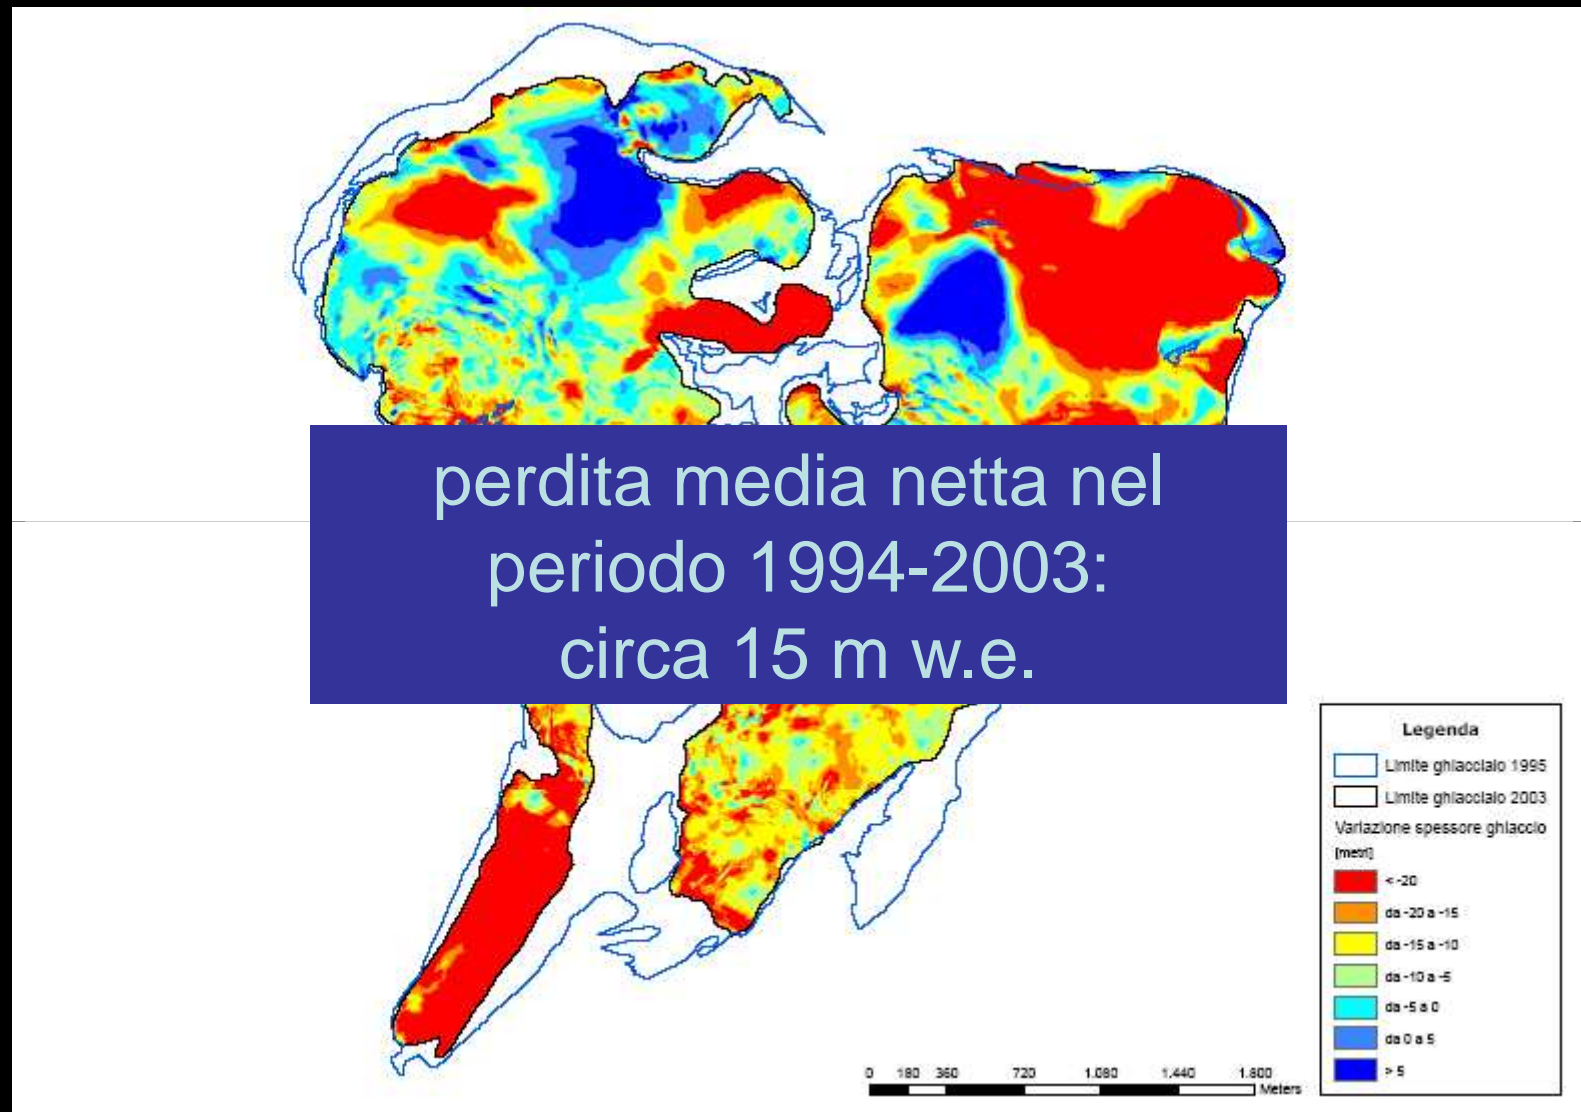 perdita media netta nel
periodo 1994-2003:
circa 15 m w.e.
Legenda
Limite ghiacciaio 1995
Limite ghiacciaio 2003
Variazione spessore ghiaccio
[metri]
< -20
da -20 a -15
da -15 a -10
da -10 a -5
da -5 a 0
da 0 a 5
> 5
0 180 360 720 1.080 1.440 1.800
Meters